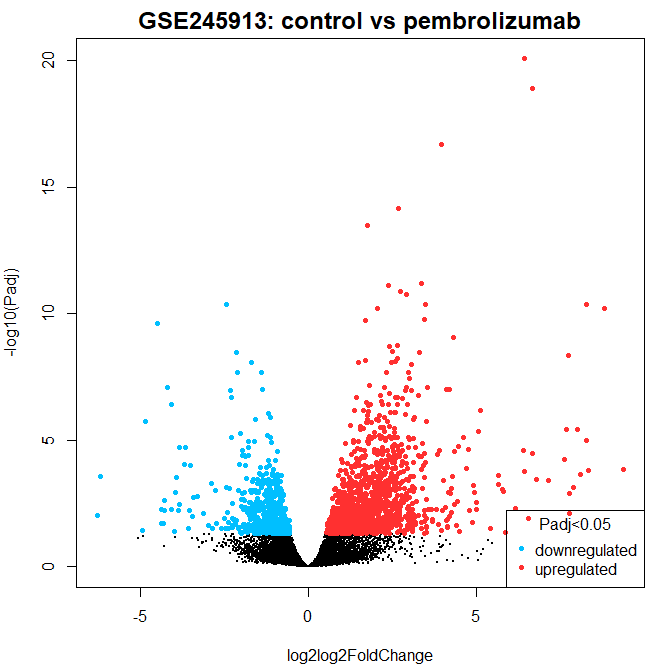 GSE245913: control vs pembrolizumab
-log10(Padj)
20
15
10
5
0
-5
0
5
log2log2FoldChange
Padj<0.05
downregulated
upregulated